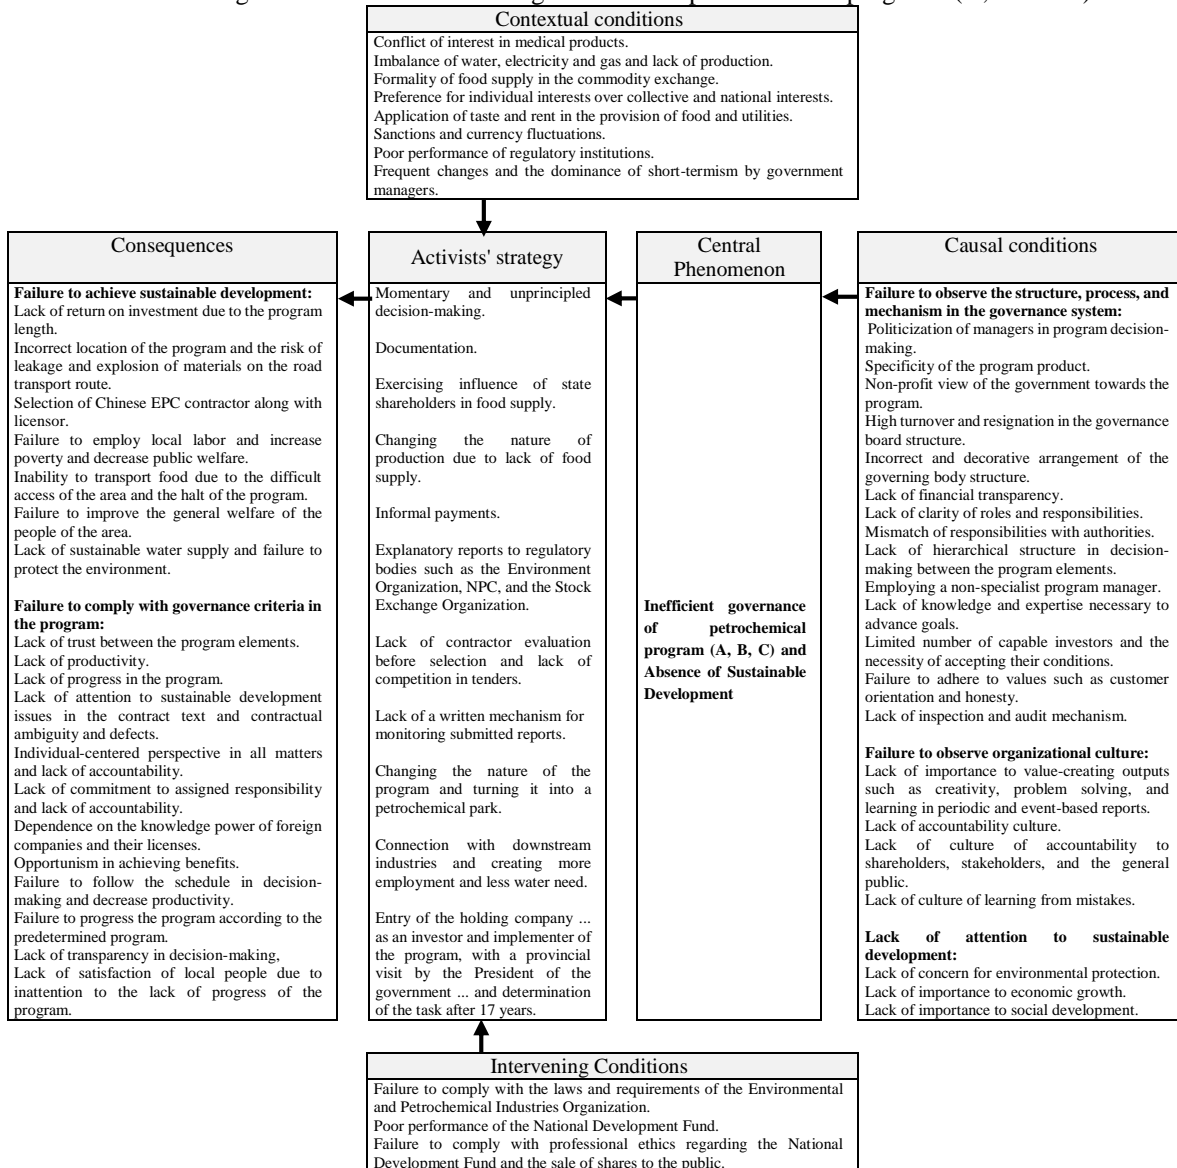 Contextual conditions
Conflict of interest in medical products.
Imbalance of water, electricity and gas and lack of production.
Formality of food supply in the commodity exchange.
Preference for individual interests over collective and national interests.
Application of taste and rent in the provision of food and utilities.
Sanctions and currency fluctuations.
Poor performance of regulatory institutions.
Frequent changes and the dominance of short-termism by government
managers.
Consequences
Failure to achieve sustainable development:
Lack of return on investment due to the program
length.
Incorrect location of the program and the risk of
leakage and explosion of materials on the road
transport route.
Selection of Chinese EPC contractor along with
licensor.
Failure to employ local labor and increase
poverty and decrease public welfare.
Inability to transport food due to the difficult
access of the area and the halt of the program.
Failure to improve the general welfare of the
people of the area.
Lack of sustainable water supply and failure to
protect the environment.
Failure to comply with governance criteria in
the program:
Lack of trust between the program elements.
Lack of productivity.
Lack of progress in the program.
Lack of attention to sustainable development
issues in the contract text and contractual
ambiguity and defects.
Individual-centered perspective in all matters
and lack of accountability.
Lack of commitment to assigned responsibility
and lack of accountability.
Dependence on the knowledge power of foreign
companies and their licenses.
Opportunism in achieving benefits.
Failure to follow the schedule in decision-
making and decrease productivity.
Failure to progress the program according to the
predetermined program.
Lack of transparency in decision-making,
Lack of satisfaction of local people due to
inattention to the lack of progress of the
program.
Activists' strategy
Momentary and unprincipled
decision-making.
Documentation.
Exercising influence of state
shareholders in food supply.
Changing the nature of
production due to lack of food
supply.
Informal payments.
Explanatory reports to regulatory
bodies such as the Environment
Organization, NPC, and the Stock
Exchange Organization.
Lack of contractor evaluation
before selection and lack of
competition in tenders.
Lack of a written mechanism for
monitoring submitted reports.
Changing the nature of the
program and turning it into a
petrochemical park.
Connection with downstream
industries and creating more
employment and less water need.
Entry of the holding company ...
as an investor and implementer of
the program, with a provincial
visit by the President of the
government ... and determination
of the task after 17 years.
Central
Phenomenon
Inefficient governance
of petrochemical
program (A, B, C) and
Absence of Sustainable
Development
Causal conditions
Failure to observe the structure, process, and
mechanism in the governance system:
Politicization of managers in program decision-
making.
Specificity of the program product.
Non-profit view of the government towards the
program.
High turnover and resignation in the governance
board structure.
Incorrect and decorative arrangement of the
governing body structure.
Lack of financial transparency.
Lack of clarity of roles and responsibilities.
Mismatch of responsibilities with authorities.
Lack of hierarchical structure in decision-
making between the program elements.
Employing a non-specialist program manager.
Lack of knowledge and expertise necessary to
advance goals.
Limited number of capable investors and the
necessity of accepting their conditions.
Failure to adhere to values such as customer
orientation and honesty.
Lack of inspection and audit mechanism.
Failure to observe organizational culture:
Lack of importance to value-creating outputs
such as creativity, problem solving, and
learning in periodic and event-based reports.
Lack of accountability culture.
Lack of culture of accountability to
shareholders, stakeholders, and the general
public.
Lack of culture of learning from mistakes.
Lack of attention to sustainable
development:
Lack of concern for environmental protection.
Lack of importance to economic growth.
Lack of importance to social development.
Intervening Conditions
Failure to comply with the laws and requirements of the Environmental
and Petrochemical Industries Organization.
Poor performance of the National Development Fund.
Failure to comply with professional ethics regarding the National
Development Fund and the sale of shares to the public.